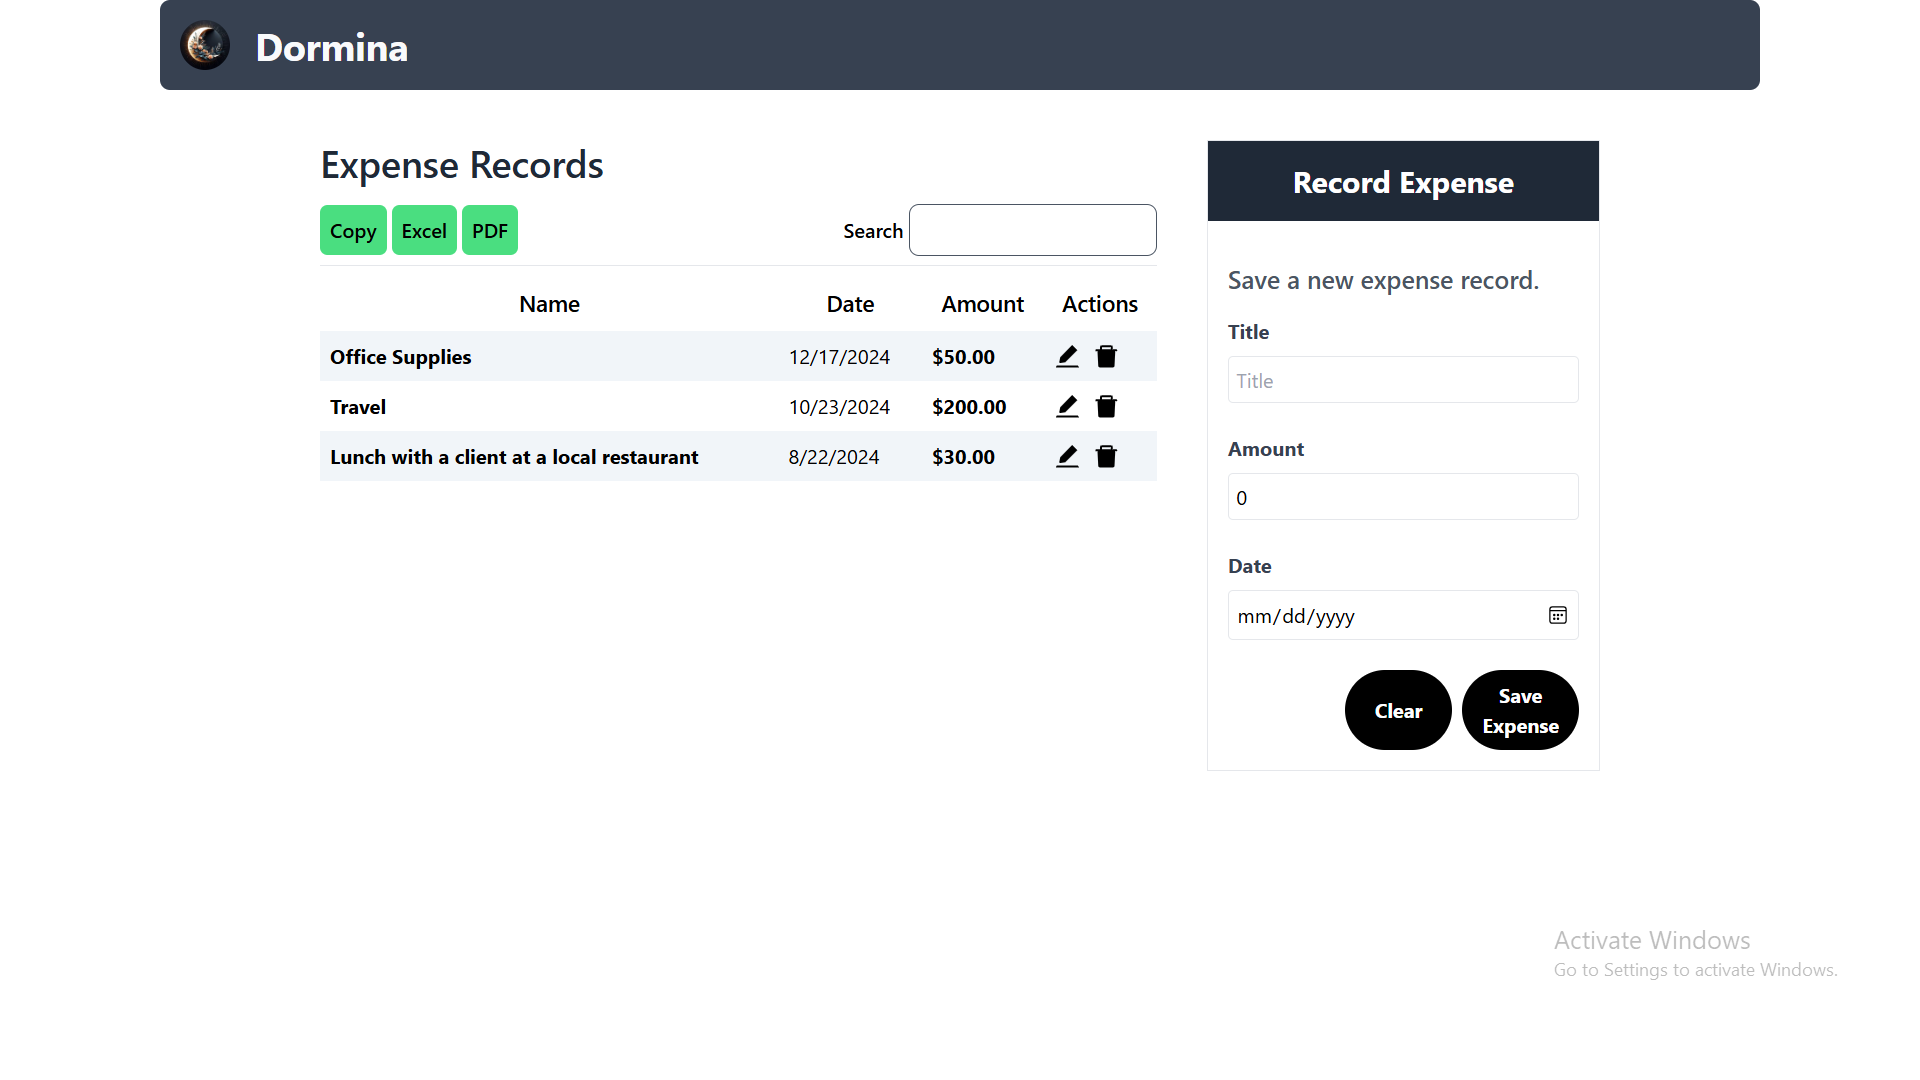 Dormina
Expense Records
Copy Excel PDF Search
Name Date Amount Actions
Office Supplies 12/17/2024 $50.00
Travel 10/23/2024 $200.00
Lunch with a client at a local restaurant 8/22/2024 $30.00
Record Expense
Save a new expense record.
Title
Title
Amount
0
Date
mm/dd/yyyy
Clear
Save
Expense
Activate Windows
Go to Settings to activate Windows.